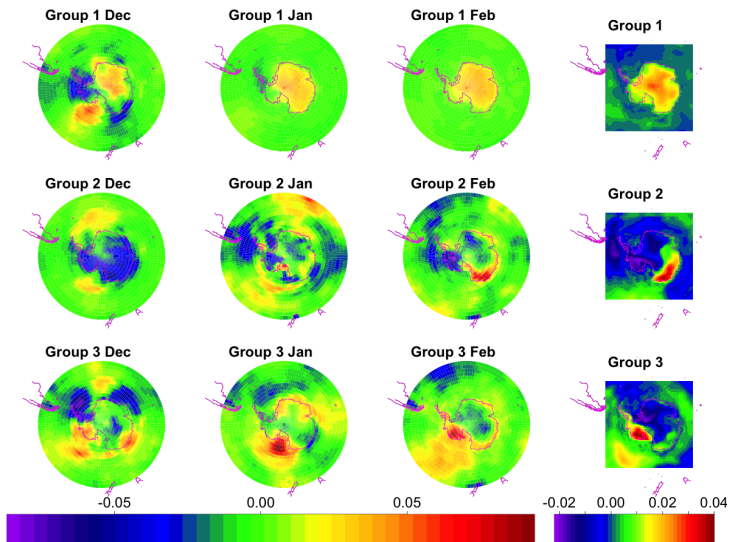 Group 1 Dec
Group 1 Jan
Group 1 Feb
Group 1
Group 2 Dec
Group 2 Jan
Group 2 Feb
Group 2
Group 3 Dec
Group 3 Jan
Group 3 Feb
Group 3
-0.05 0.00 0.05
-0.02 0.00 0.02 0.04